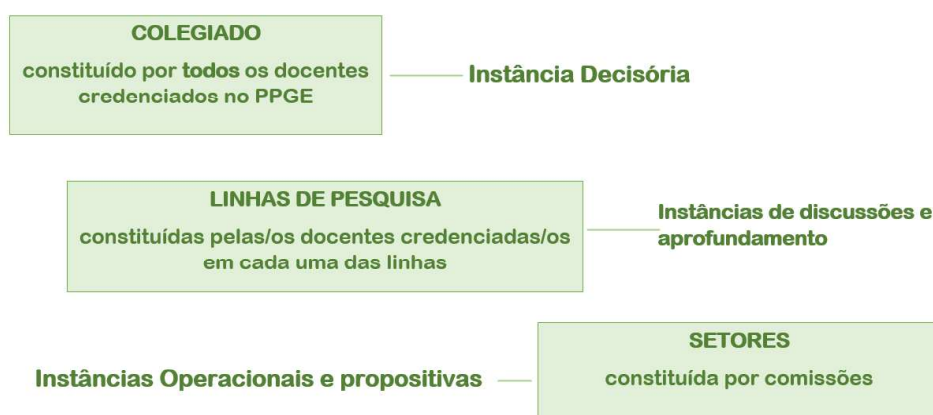 COLEGIADO
constituído por todos os docentes
credenciados no PPGE
Instância Decisória
LINHAS DE PESQUISA
constituídas pelas/os docentes credenciadas/os
em cada uma das linhas
Instâncias de discussões e
aprofundamento
SETORES
constituída por comissões
Instâncias Operacionais e propositivas